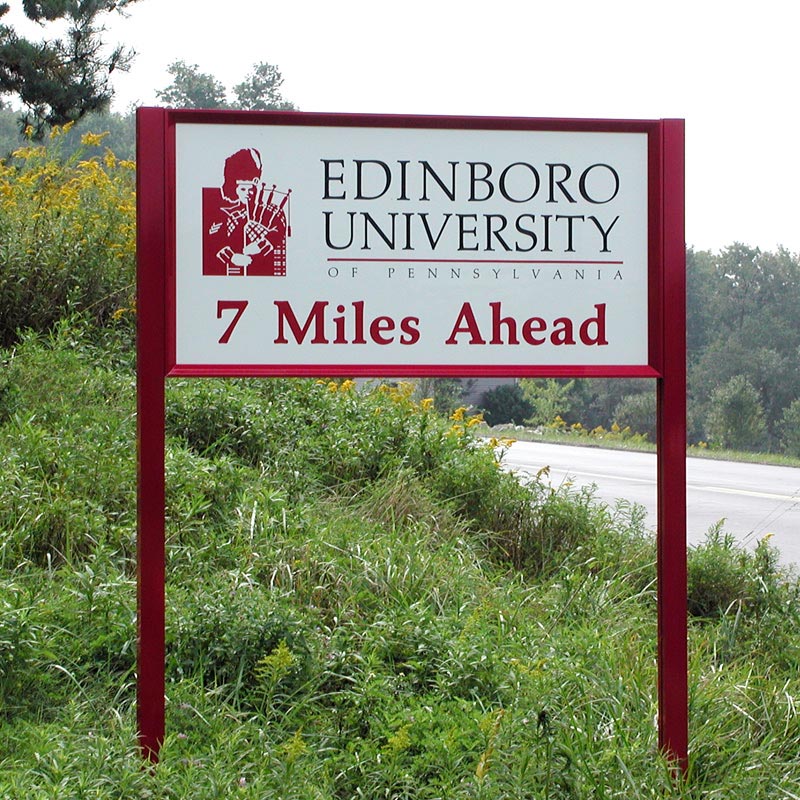 EDINBORO
UNIVERSITY
OF PENNSYLVANIA
7 Miles Ahead